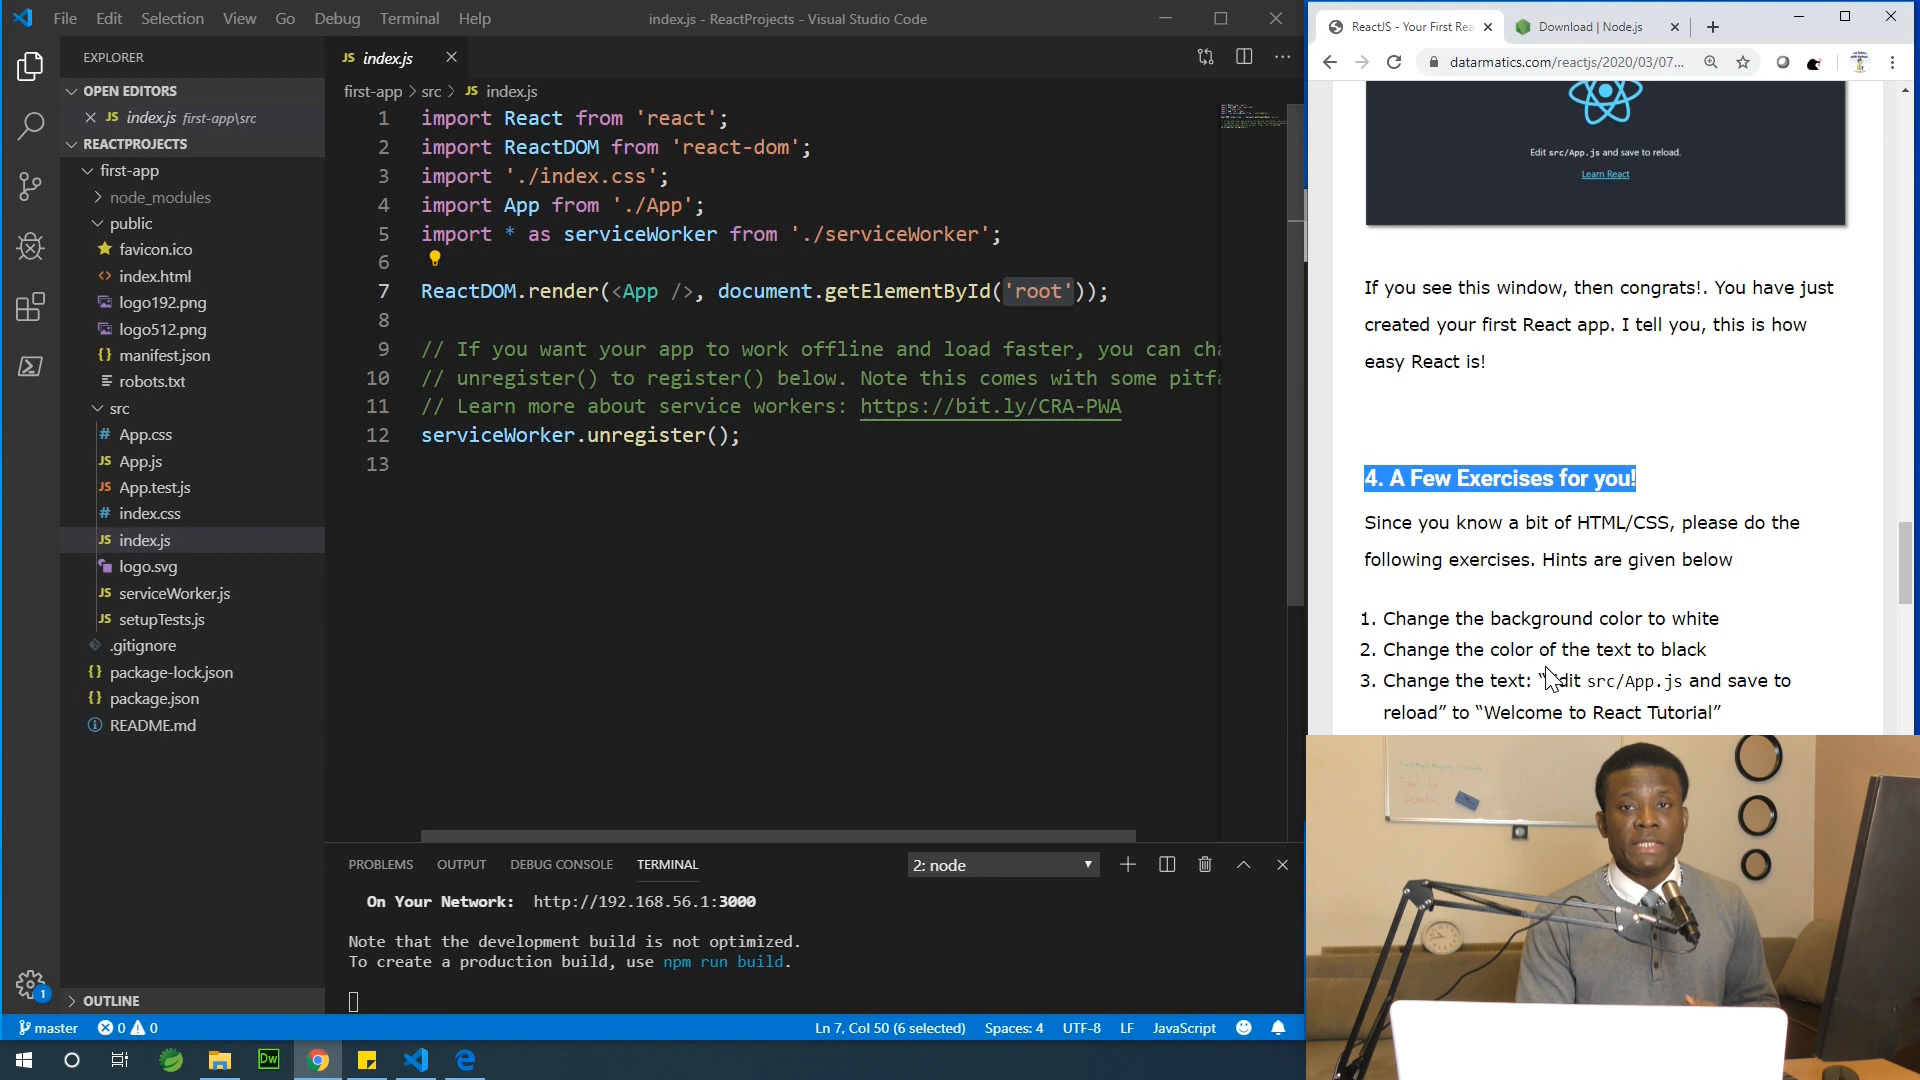 File Edit Selection View Go Debug Terminal Help
index.js - ReactProjects - Visual Studio Code
EXPLORER
OPEN EDITORS
JS index.js first-app\src
REACTPROJECTS
first-app
node_modules
public
favicon.ico
<> index.html
logo192.png
logo512.png
{} manifest.json
robots.txt
src
# App.css
JS App.js
JS App.test.js
# index.css
JS index.js
logo.svg
JS serviceWorker.js
JS setupTests.js
.gitignore
{} package-lock.json
{} package.json
README.md
OUTLINE
JS index.js
first-app > src > JS index.js
1 import React from 'react';
2 import ReactDOM from 'react-dom';
3 import './index.css';
4 import App from './App';
5 import * as serviceWorker from './serviceWorker';
6
7 ReactDOM.render(<App />, document.getElementById('root'));
8
9 // If you want your app to work offline and load faster, you can cha
10 // unregister() to register() below. Note this comes with some pitfa
11 // Learn more about service workers: https://bit.ly/CRA-PWA
12 serviceWorker.unregister();
13
PROBLEMS OUTPUT DEBUG CONSOLE TERMINAL
2: node
On Your Network: http://192.168.56.1:3000
Note that the development build is not optimized.
To create a production build, use npm run build.
1
master 0 0
Ln 7, Col 50 (6 selected) Spaces: 4 UTF-8 LF JavaScript
Dw
ReactJS - Your First Rea
Download | Node.js
datarmatics.com/reactjs/2020/03/07...
Edit src/App.js and save to reload.
Learn React
If you see this window, then congrats!. You have just
created your first React app. I tell you, this is how
easy React is!
4. A Few Exercises for you!
Since you know a bit of HTML/CSS, please do the
following exercises. Hints are given below
1. Change the background color to white
2. Change the color of the text to black
3. Change the text: “Edit src/App.js and save to
reload” to “Welcome to React Tutorial”